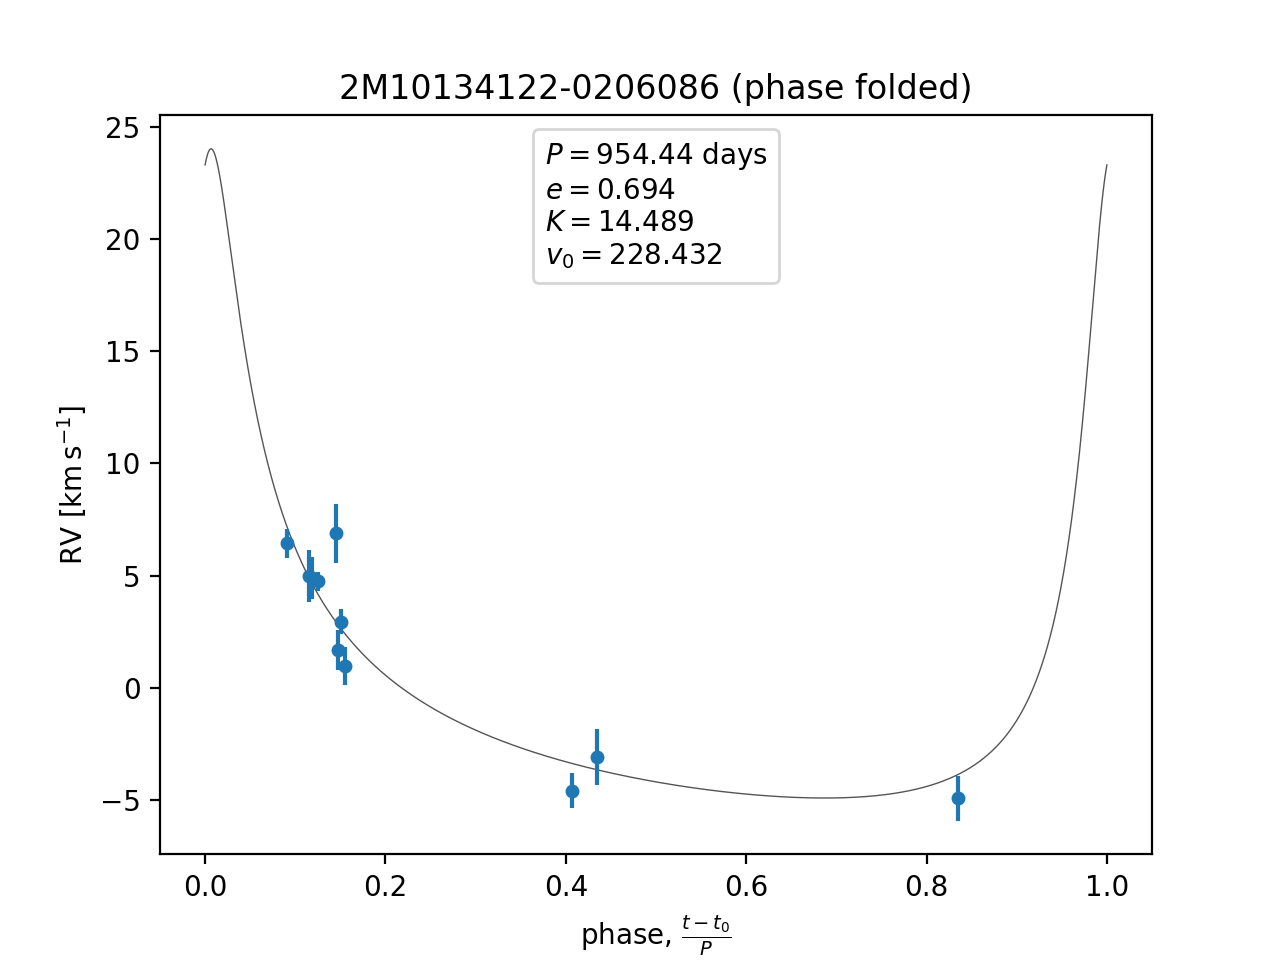 2M10134122-0206086 (phase folded)
P = 954.44 days
e = 0.694
K = 14.489
v₀ = 228.432
25
20
15
10
5
0
−5
RV [km s⁻¹]
0.0 0.2 0.4 0.6 0.8 1.0
phase, (t − t₀)/P